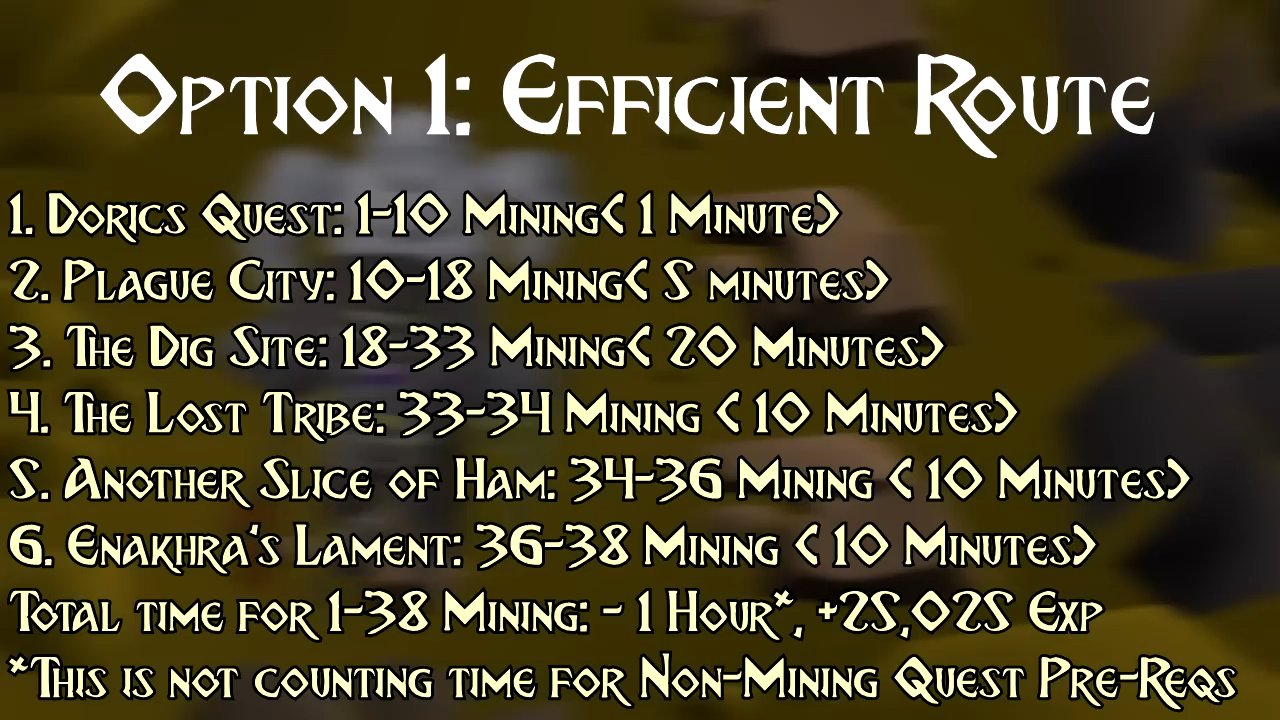 Option 1: Efficient Route
1. Dorics Quest: 1-10 Mining( 1 Minute)
2. Plague City: 10-18 Mining( 5 minutes)
3. The Dig Site: 18-33 Mining( 20 Minutes)
4. The Lost Tribe: 33-34 Mining ( 10 Minutes)
5. Another Slice of Ham: 34-36 Mining ( 10 Minutes)
6. Enakhra's Lament: 36-38 Mining ( 10 Minutes)
Total time for 1-38 Mining: - 1 Hour*, +25,025 Exp
*This is not counting time for Non-Mining Quest Pre-Reqs